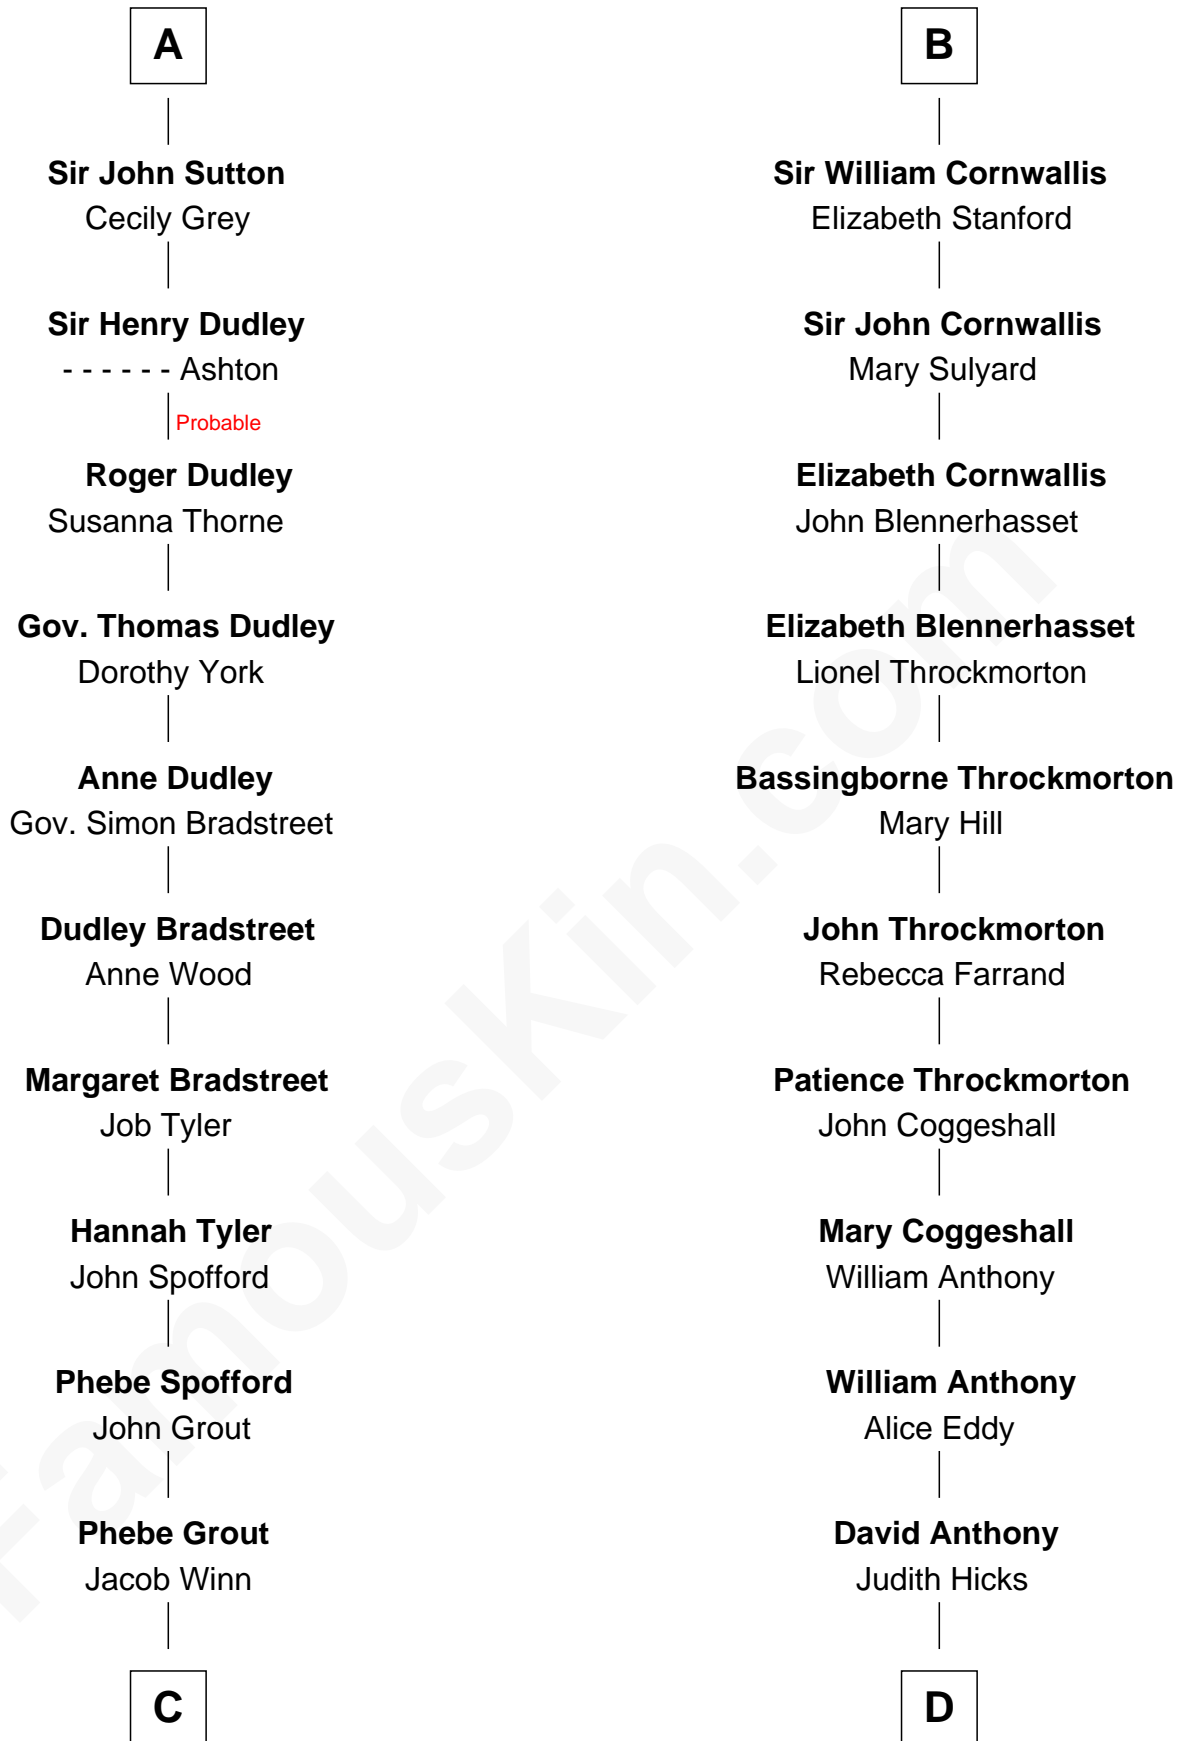 A
Sir John Sutton
Cecily Grey
Sir Henry Dudley
- - - - - - Ashton
Probable
Roger Dudley
Susanna Thorne
Gov. Thomas Dudley
Dorothy York
Anne Dudley
Gov. Simon Bradstreet
Dudley Bradstreet
Anne Wood
Margaret Bradstreet
Job Tyler
Hannah Tyler
John Spofford
Phebe Spofford
John Grout
Phebe Grout
Jacob Winn
C
B
Sir William Cornwallis
Elizabeth Stanford
Sir John Cornwallis
Mary Sulyard
Elizabeth Cornwallis
John Blennerhasset
Elizabeth Blennerhasset
Lionel Throckmorton
Bassingborne Throckmorton
Mary Hill
John Throckmorton
Rebecca Farrand
Patience Throckmorton
John Coggeshall
Mary Coggeshall
William Anthony
William Anthony
Alice Eddy
David Anthony
Judith Hicks
D
FamousKin.com